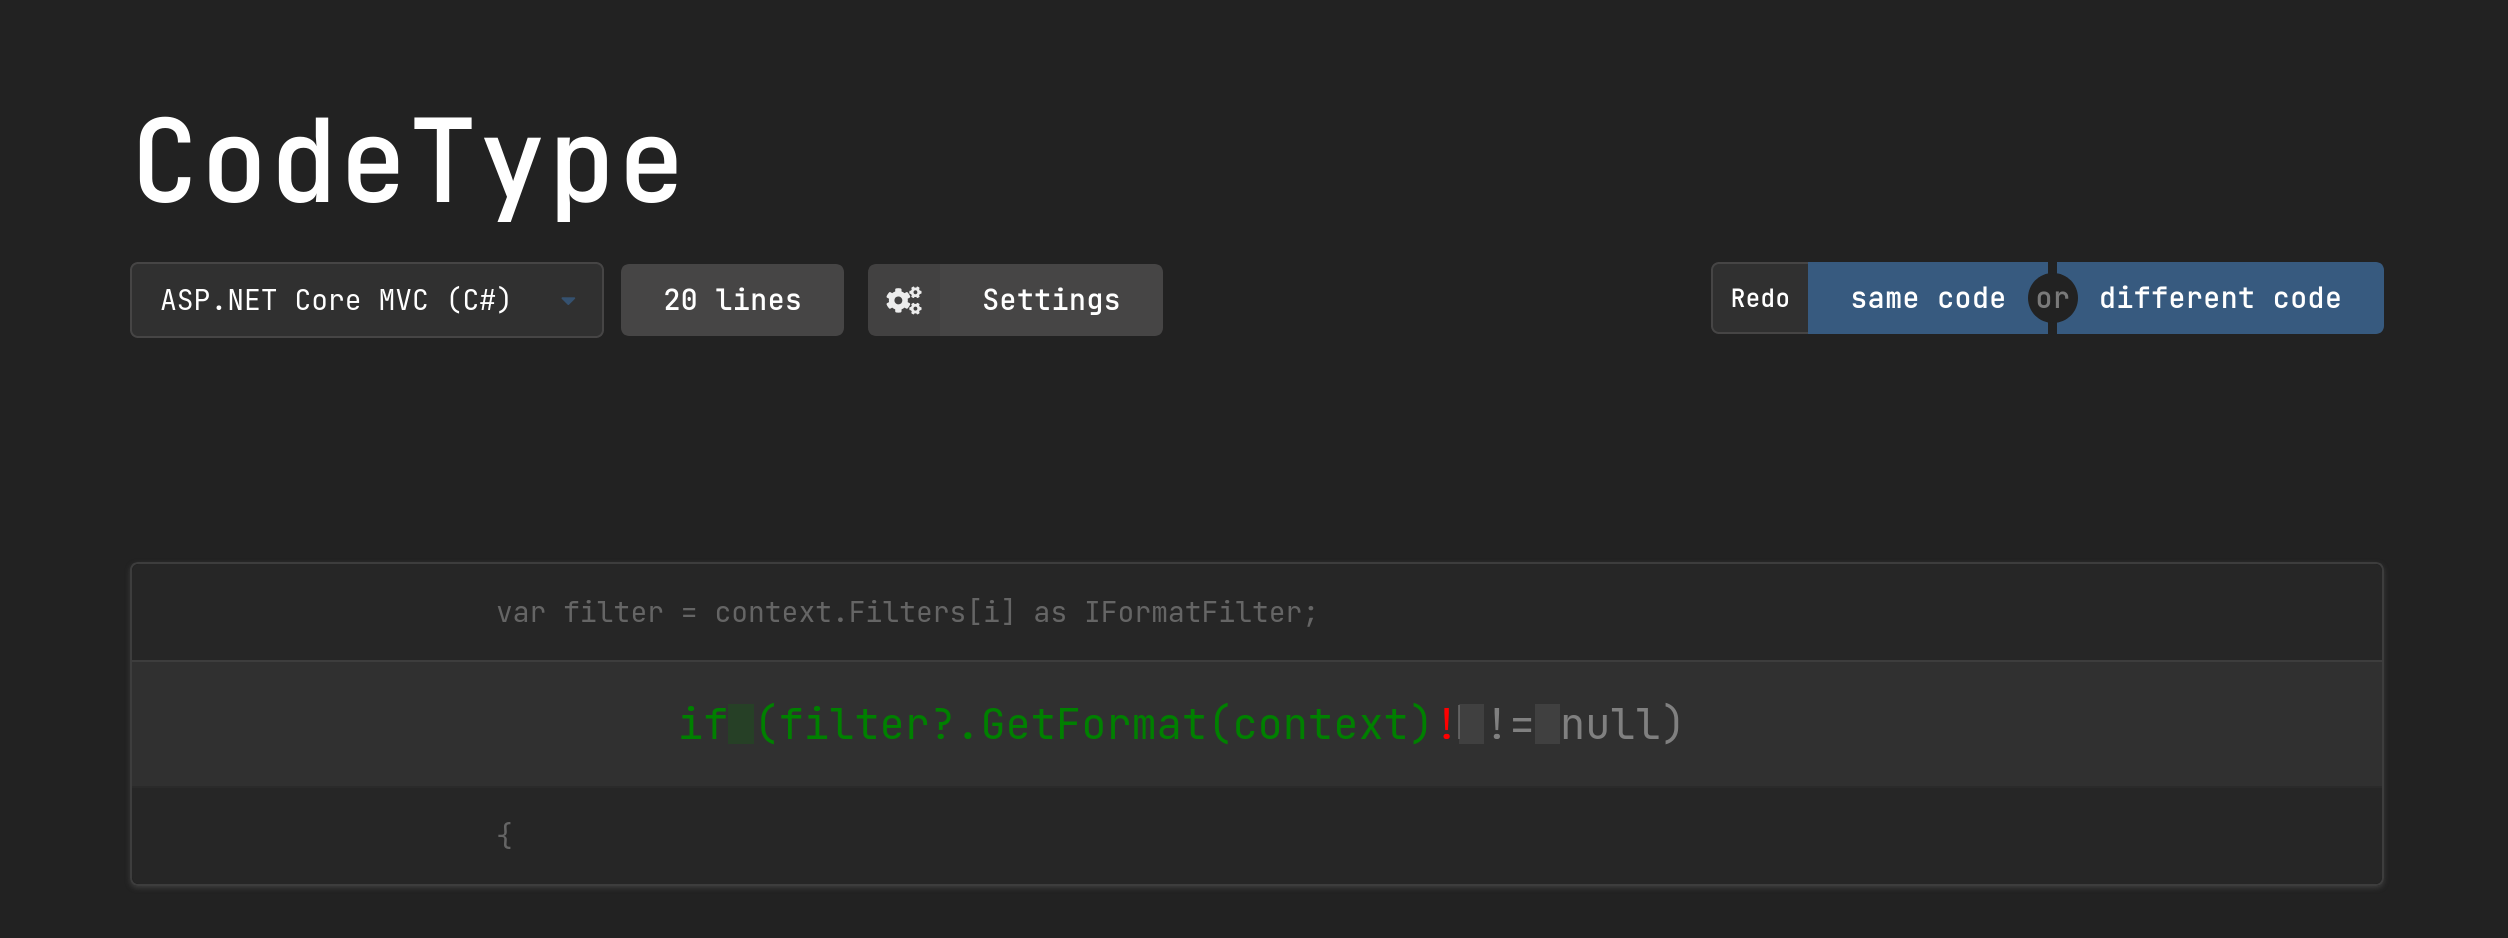 CodeType
ASP.NET Core MVC (C#) 20 lines Settings Redo same code or different code
var filter = context.Filters[i] as IFormatFilter;
if (filter?.GetFormat(context)! != null)
{